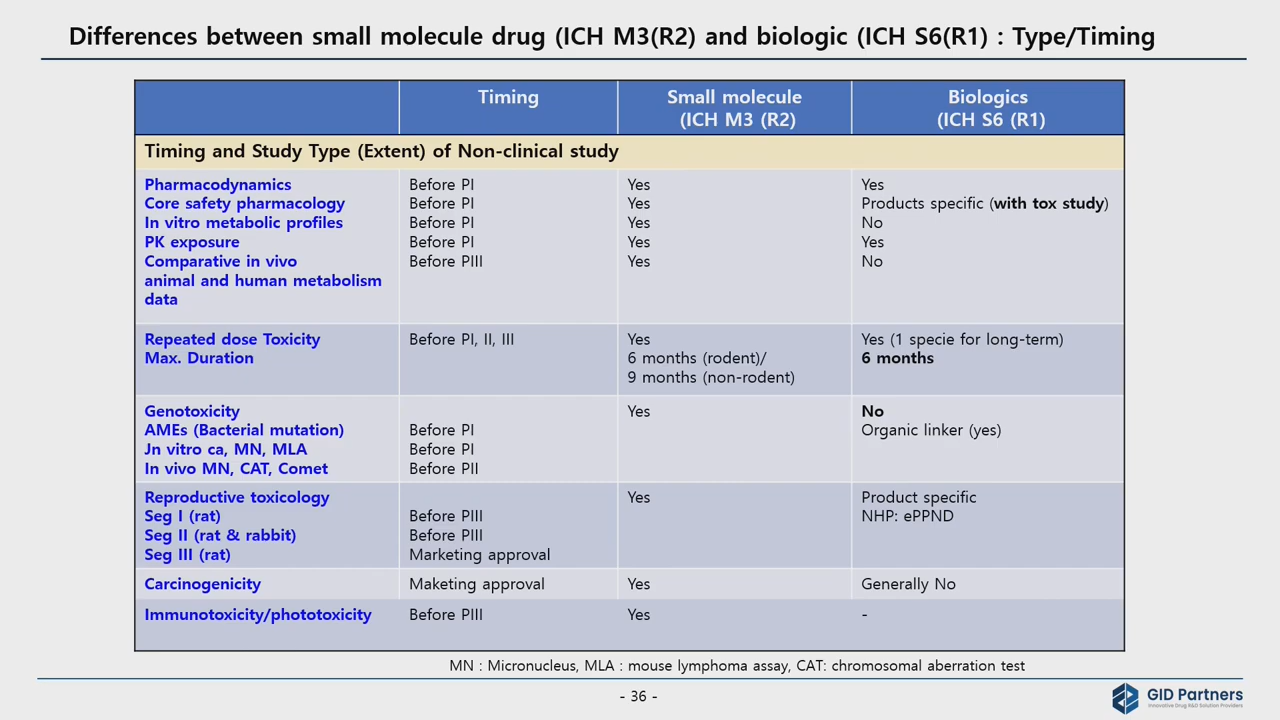 Differences between small molecule drug (ICH M3(R2) and biologic (ICH S6(R1) : Type/Timing
Timing
Small molecule
(ICH M3 (R2)
Biologics
(ICH S6 (R1)
Timing and Study Type (Extent) of Non-clinical study
Pharmacodynamics Before PI Yes Yes
Core safety pharmacology Before PI Yes Products specific (with tox study)
In vitro metabolic profiles Before PI Yes No
PK exposure Before PI Yes Yes
Comparative in vivo Before PIII Yes No
animal and human metabolism
data
Repeated dose Toxicity Before PI, II, III Yes Yes (1 specie for long-term)
Max. Duration 6 months (rodent)/ 6 months
9 months (non-rodent)
Genotoxicity Yes No
AMEs (Bacterial mutation) Before PI Organic linker (yes)
Jn vitro ca, MN, MLA Before PI
In vivo MN, CAT, Comet Before PII
Reproductive toxicology Yes Product specific
Seg I (rat) Before PIII NHP: ePPND
Seg II (rat & rabbit) Before PIII
Seg III (rat) Marketing approval
Carcinogenicity Maketing approval Yes Generally No
Immunotoxicity/phototoxicity Before PIII Yes -
MN : Micronucleus, MLA : mouse lymphoma assay, CAT: chromosomal aberration test
- 36 -
GID Partners
Innovative Drug R&D Solution Providers